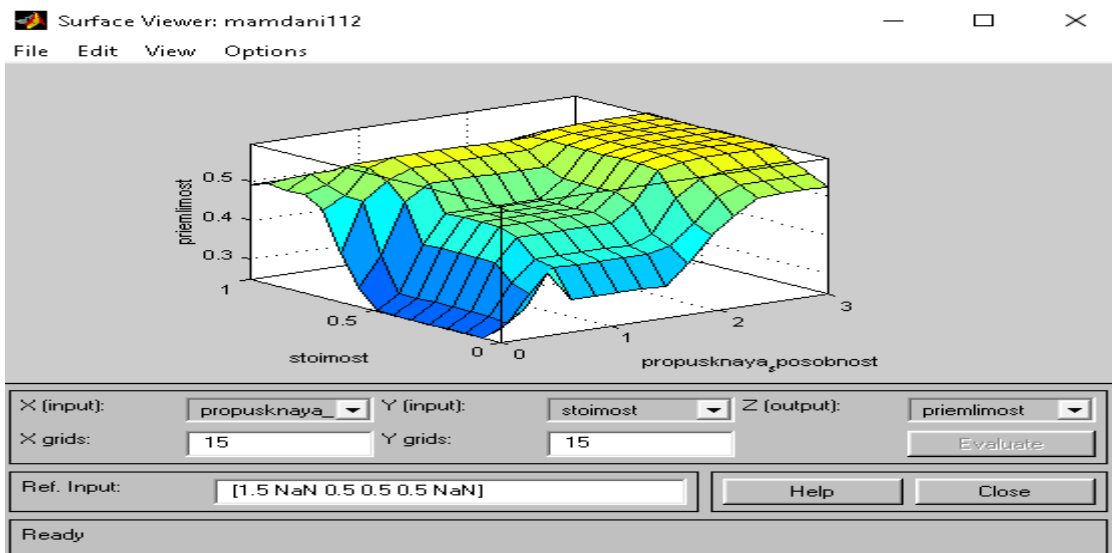 Surface Viewer: mamdani112
File Edit View Options
0.5
0.4
0.3
priemlimost
1
0.5
0
stoimost
0
1
2
3
propusknaya_sposobnost
X (input): propusknaya_ Y (input): stoimost Z (output): priemlimost
X grids: 15 Y grids: 15 Evaluate
Ref. Input: [1.5 NaN 0.5 0.5 0.5 NaN] Help Close
Ready